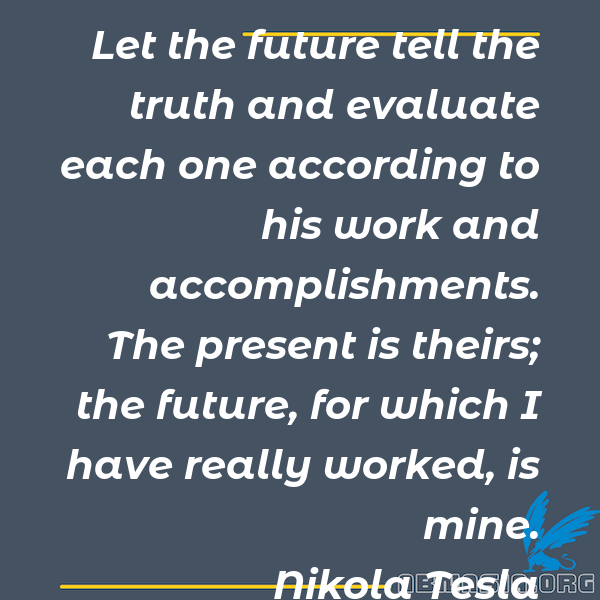 Let the future tell the
truth and evaluate
each one according to
his work and
accomplishments.
The present is theirs;
the future, for which I
have really worked, is
mine.
Nikola Tesla